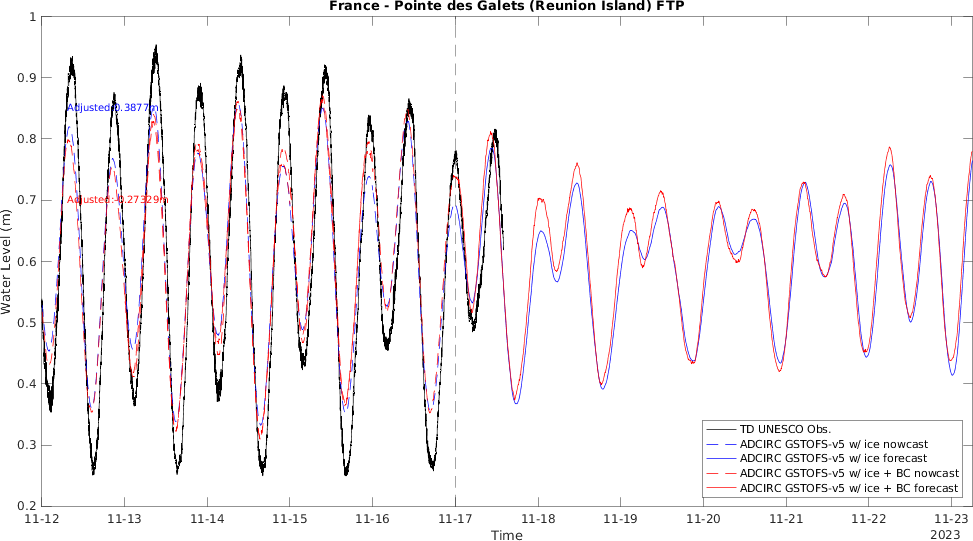 France - Pointe des Galets (Reunion Island) FTP
1
0.9
0.8
0.7
0.6
0.5
0.4
0.3
0.2
Water Level (m)
Adjusted:0.3877m
Adjusted:-0.27329m
TD UNESCO Obs.
ADCIRC GSTOFS-v5 w/ ice nowcast
ADCIRC GSTOFS-v5 w/ ice forecast
ADCIRC GSTOFS-v5 w/ ice + BC nowcast
ADCIRC GSTOFS-v5 w/ ice + BC forecast
11-12 11-13 11-14 11-15 11-16 11-17 11-18 11-19 11-20 11-21 11-22 11-23
2023
Time